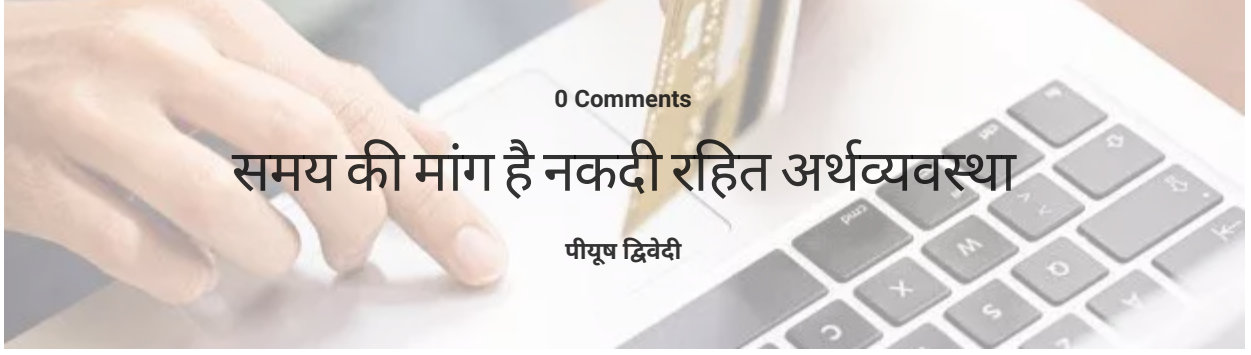 0 Comments
समय की मांग है नकदी रहित अर्थव्यवस्था
पीयूष द्विवेदी